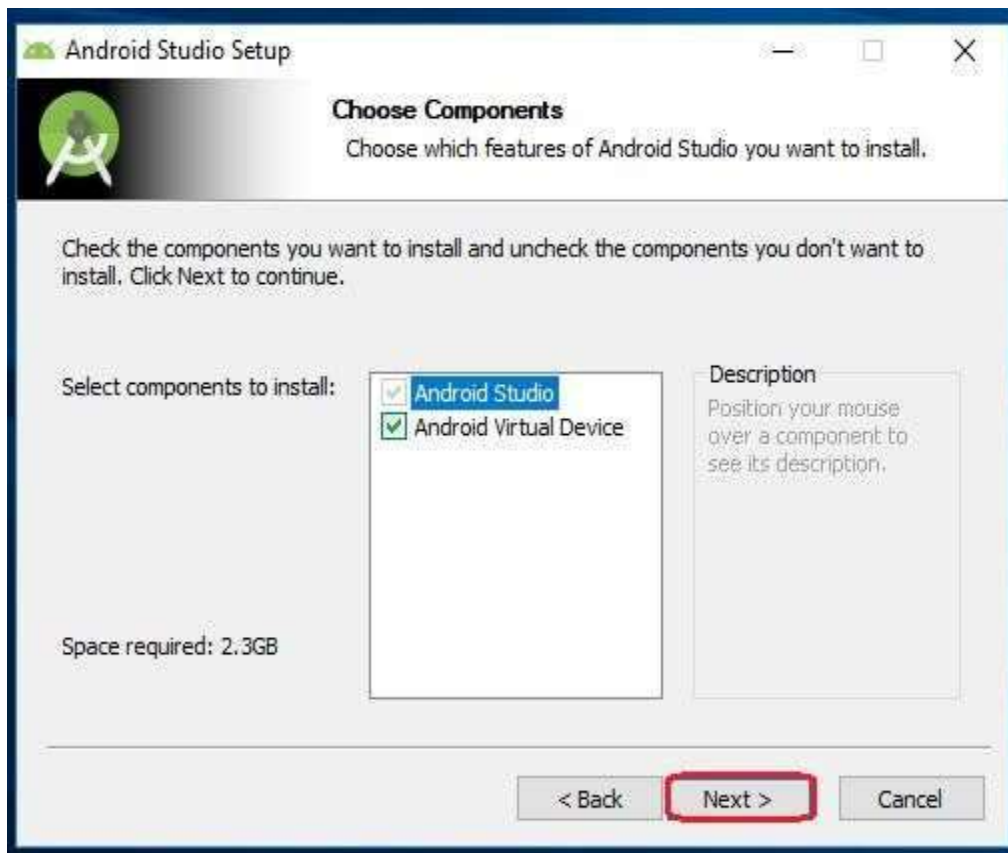 Android Studio Setup
Choose Components
Choose which features of Android Studio you want to install.
Check the components you want to install and uncheck the components you don't want to
install. Click Next to continue.
Select components to install:
Android Studio
Android Virtual Device
Description
Position your mouse
over a component to
see its description.
Space required: 2.3GB
< Back
Next >
Cancel